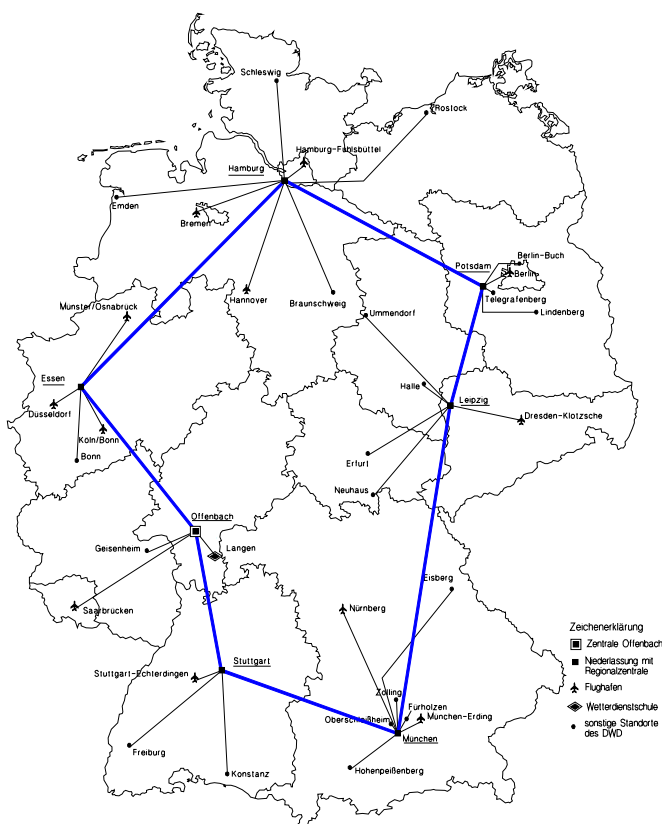 Schleswig
Rostock
Hamburg-Fuhlsbüttel
Hamburg
Emden
Bremen
Berlin-Buch
Potsdam
Berlin
Telegrafenberg
Hannover
Braunschweig
Münster/Osnabrück
Ummendorf
Lindenberg
Essen
Halle
Leipzig
Düsseldorf
Dresden-Klotzsche
Köln/Bonn
Bonn
Erfurt
Neuhaus
Offenbach
Geisenheim
Langen
Eisberg
Saarbrücken
Nürnberg
Zeichenerklärung
Zentrale Offenbach
Stuttgart
Niederlassung mit
Regionalzentrale
Stuttgart-Echterdingen
Flughafen
Zolling
Fürholzen
Wetterdienstschule
Oberschleißheim
München-Erding
sonstige Standorte
des DWD
München
Freiburg
Hohenpeißenberg
Konstanz